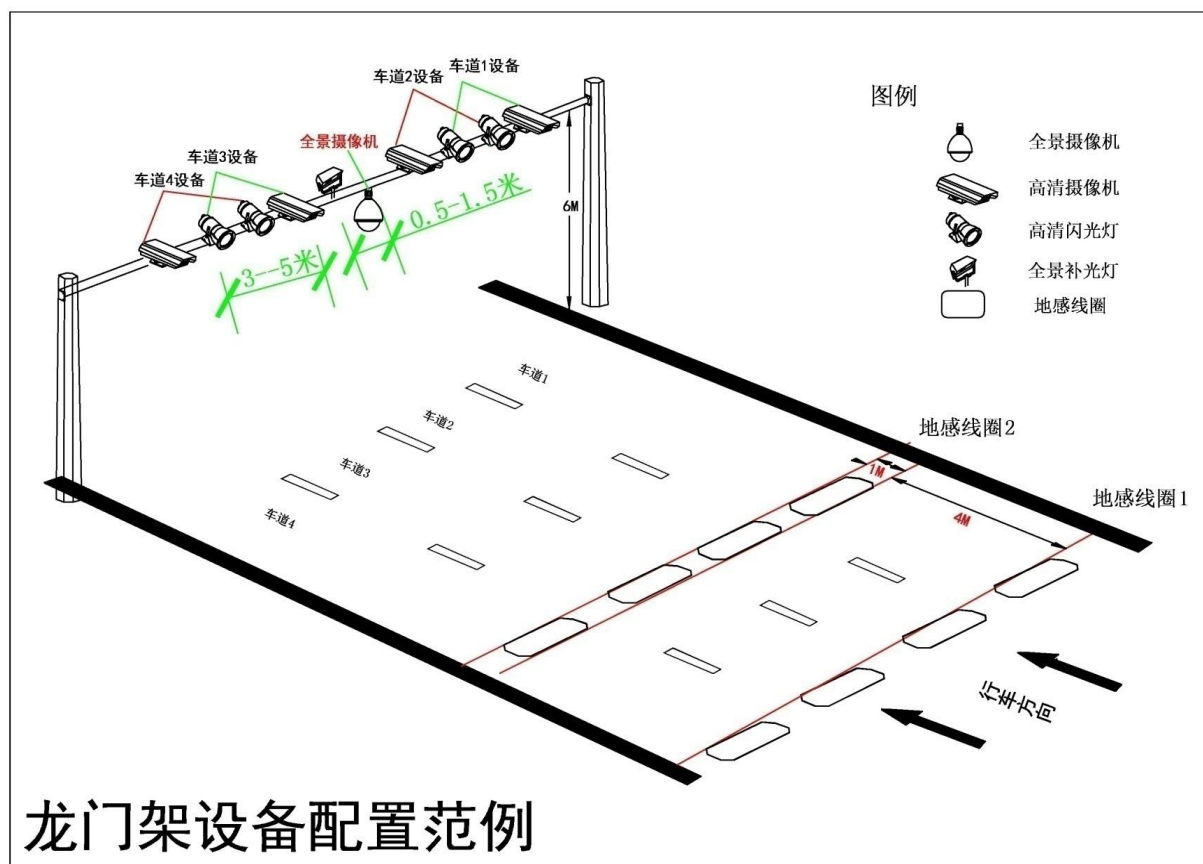 车道1设备
车道2设备
全景摄像机
车道3设备
车道4设备
0.5-1.5米
3--5米
6M
图例
全景摄像机
高清摄像机
高清闪光灯
全景补光灯
地感线圈
车道1
车道2
车道3
车道4
地感线圈2
1M
地感线圈1
4M
行车方向
龙门架设备配置范例